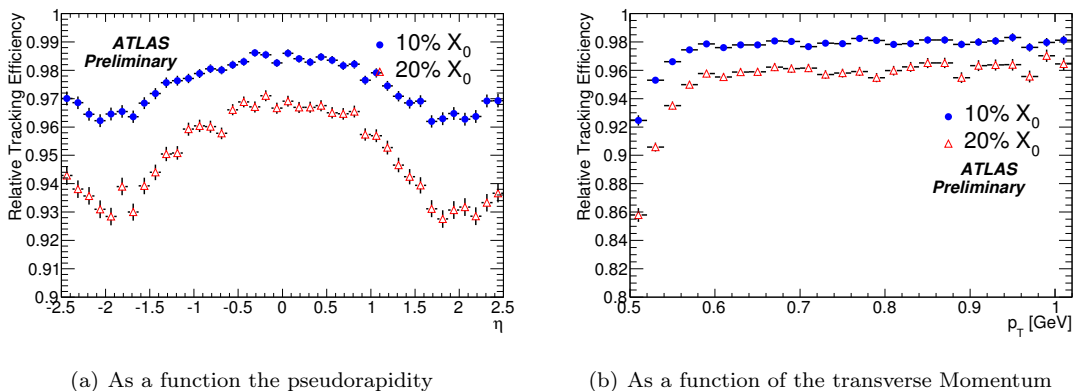 Relative Tracking Efficiency
1
0.99
0.98
0.97
0.96
0.95
0.94
0.93
0.92
0.91
0.9
ATLAS
Preliminary
10% X0
20% X0
-2.5 -2 -1.5 -1 -0.5 0 0.5 1 1.5 2 2.5
η
(a) As a function the pseudorapidity
Relative Tracking Efficiency
1
0.98
0.96
0.94
0.92
0.9
0.88
0.86
0.84
0.82
0.8
10% X0
20% X0
ATLAS
Preliminary
0.5 0.6 0.7 0.8 0.9 1
pT [GeV]
(b) As a function of the transverse Momentum